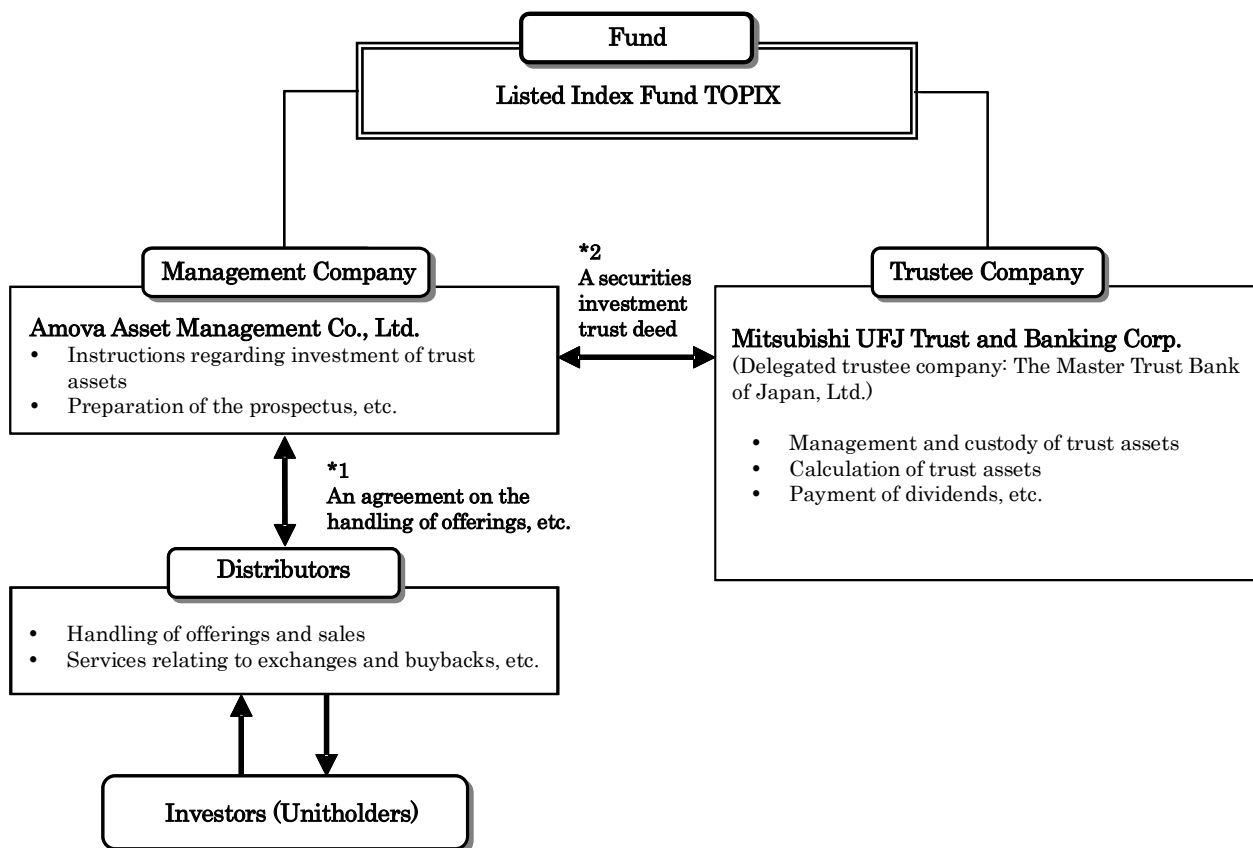 Fund
Listed Index Fund TOPIX
Management Company
Amova Asset Management Co., Ltd.
• Instructions regarding investment of trust
assets
• Preparation of the prospectus, etc.
*2
A securities
investment
trust deed
Trustee Company
Mitsubishi UFJ Trust and Banking Corp.
(Delegated trustee company: The Master Trust Bank
of Japan, Ltd.)
• Management and custody of trust assets
• Calculation of trust assets
• Payment of dividends, etc.
*1
An agreement on the
handling of offerings, etc.
Distributors
• Handling of offerings and sales
• Services relating to exchanges and buybacks, etc.
Investors (Unitholders)